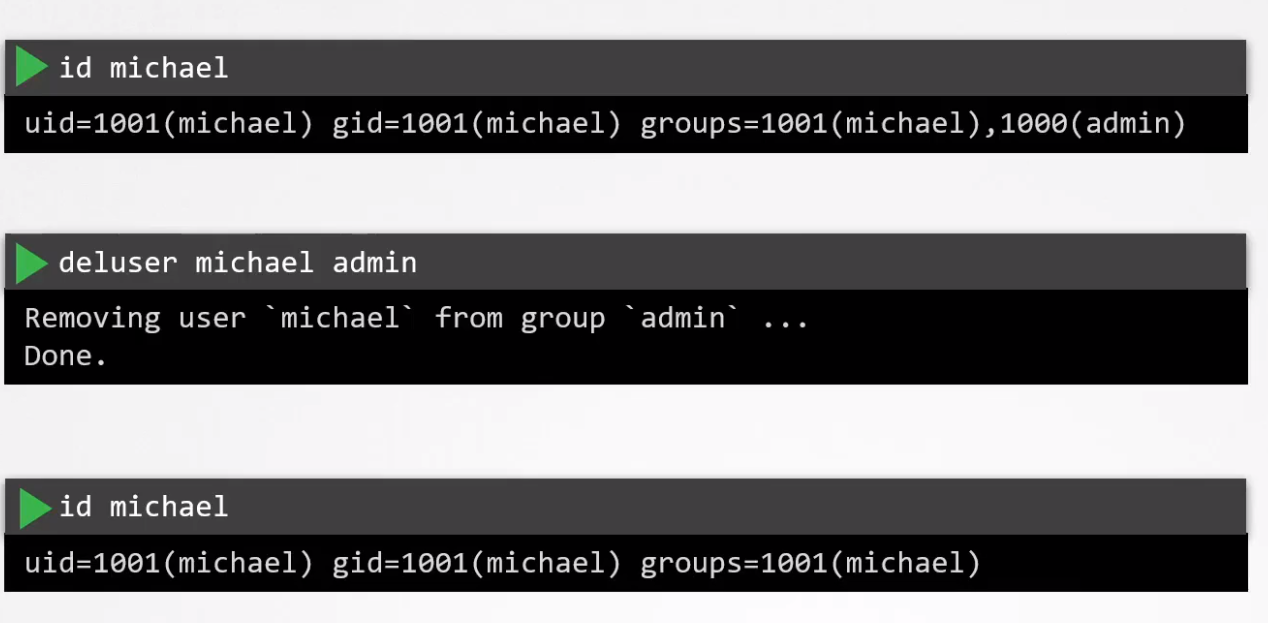 id michael
uid=1001(michael) gid=1001(michael) groups=1001(michael),1000(admin)
deluser michael admin
Removing user `michael` from group `admin` ...
Done.
id michael
uid=1001(michael) gid=1001(michael) groups=1001(michael)